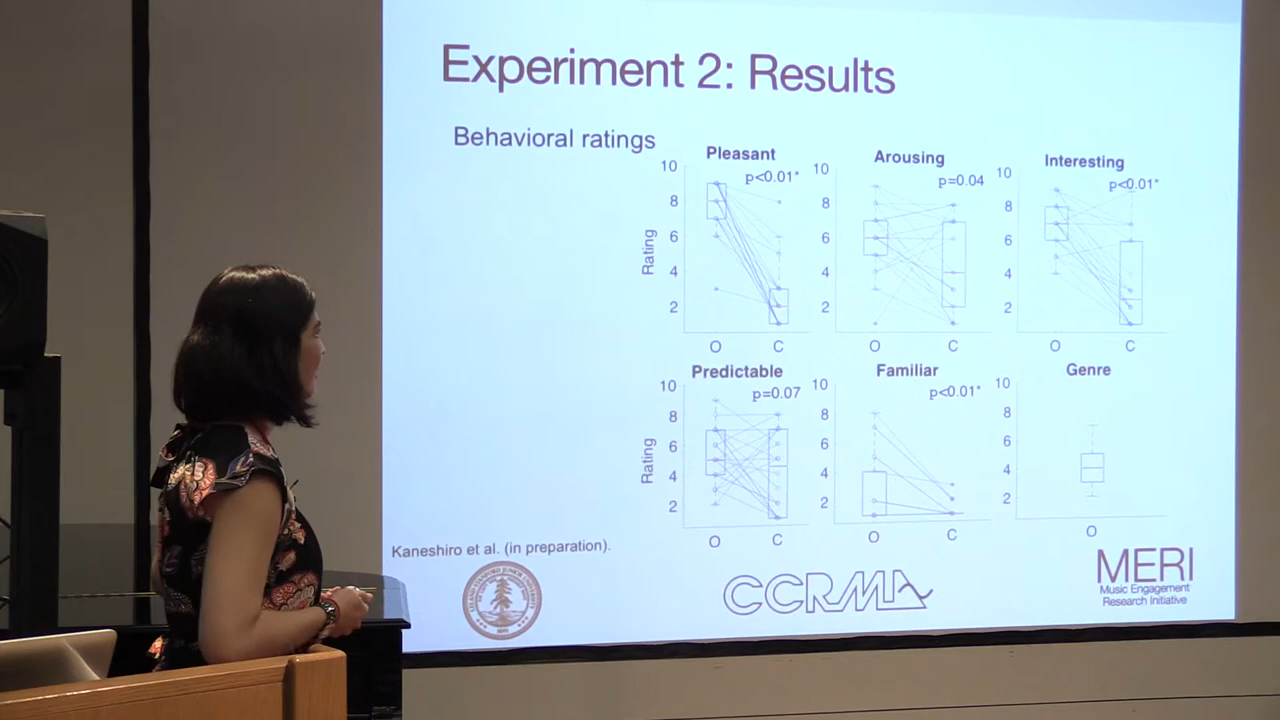 Experiment 2: Results
Behavioral ratings
Pleasant
p<0.01*
10
8
6
4
2
Rating
O C
Arousing
p=0.04
10
8
6
4
2
O C
Interesting
p<0.01*
10
8
6
4
2
O C
Predictable
p=0.07
10
8
6
4
2
Rating
O C
Familiar
p<0.01*
10
8
6
4
2
O C
Genre
10
8
6
4
2
O
Kaneshiro et al. (in preparation).
CCRMA
MERI
Music Engagement
Research Initiative